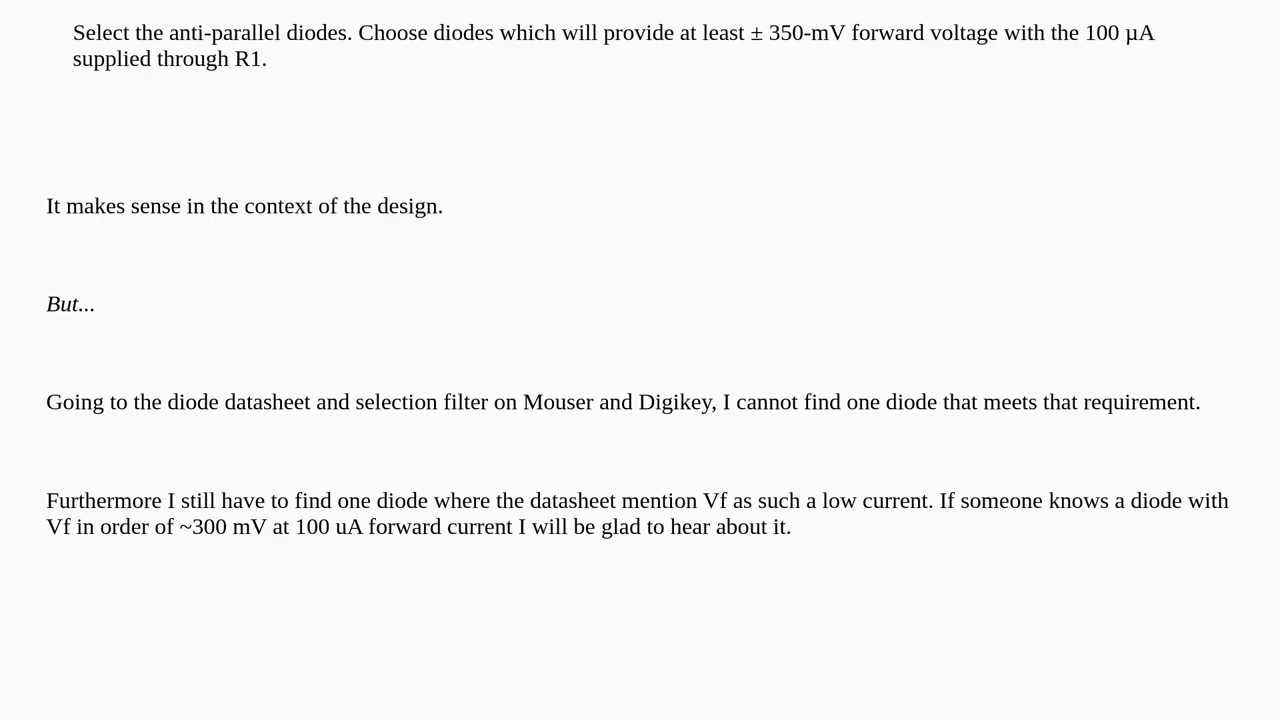 Select the anti-parallel diodes. Choose diodes which will provide at least ± 350-mV forward voltage with the 100 µA
supplied through R1.
It makes sense in the context of the design.
But...
Going to the diode datasheet and selection filter on Mouser and Digikey, I cannot find one diode that meets that requirement.
Furthermore I still have to find one diode where the datasheet mention Vf as such a low current. If someone knows a diode with
Vf in order of ~300 mV at 100 uA forward current I will be glad to hear about it.